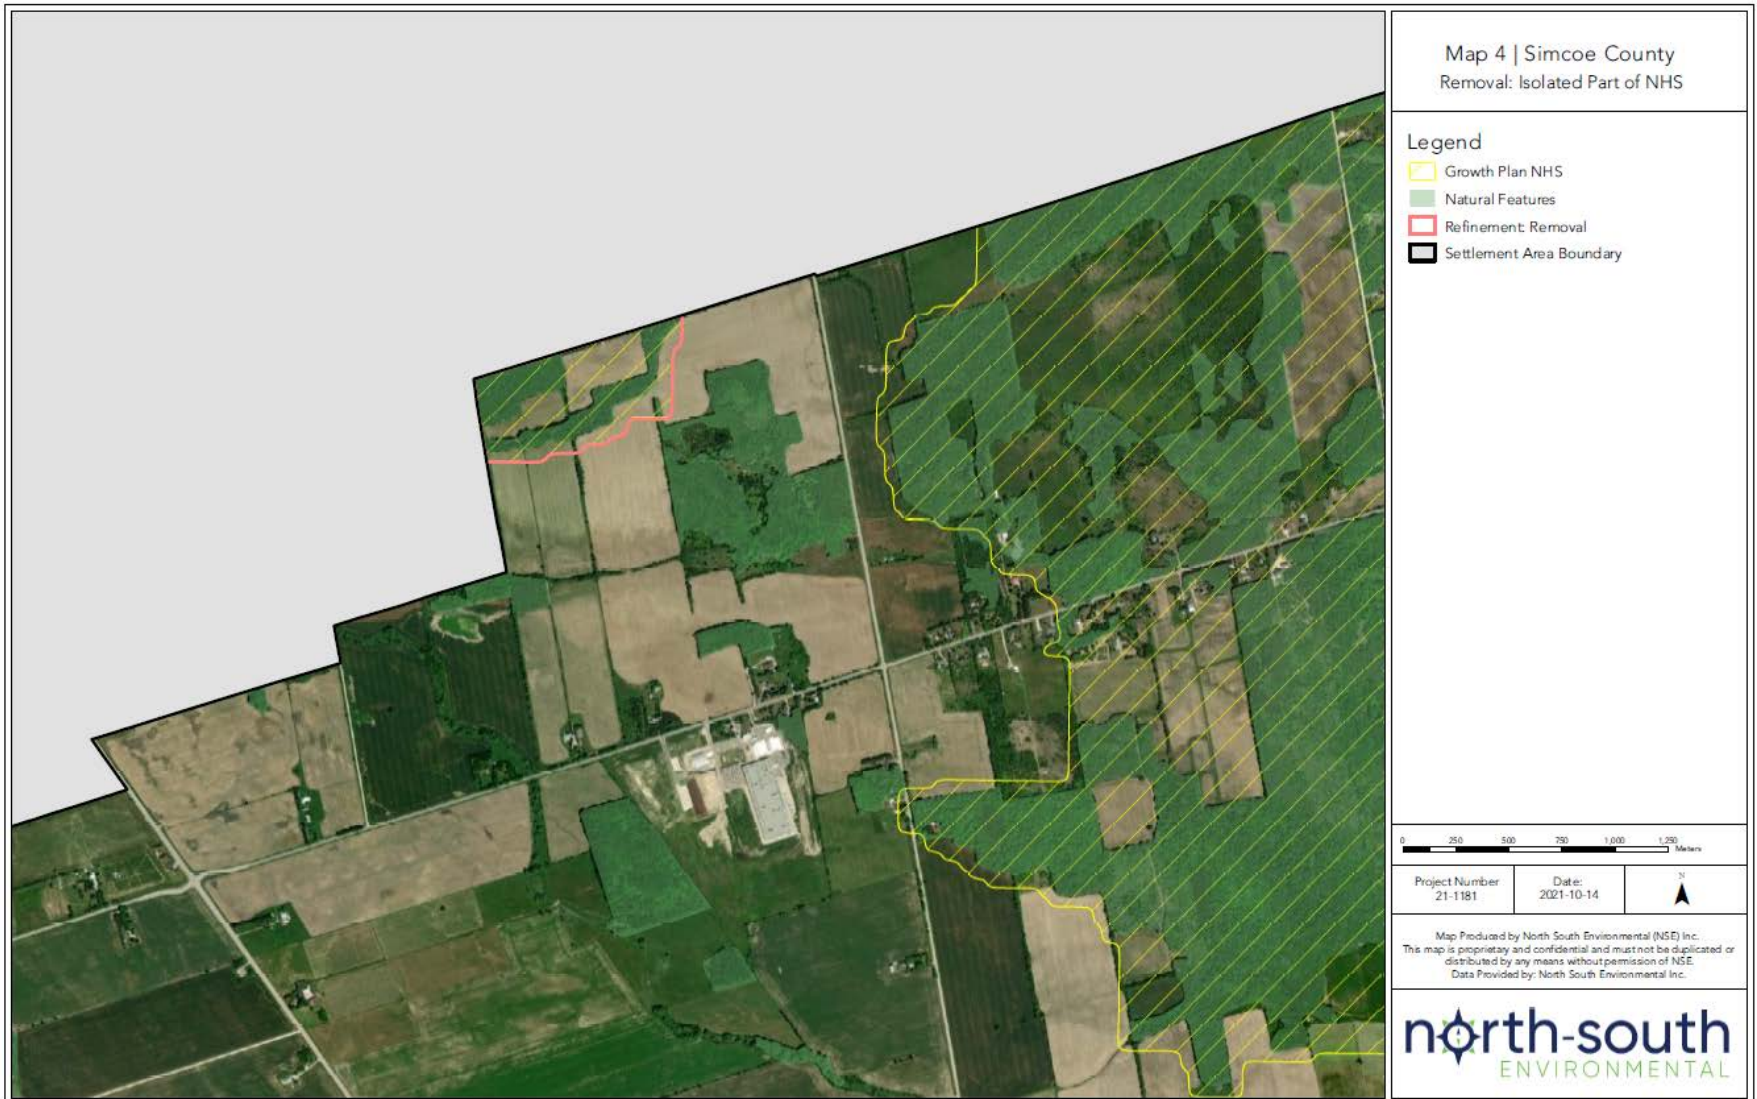 Map 4 | Simcoe County
Removal: Isolated Part of NHS
Legend
Growth Plan NHS
Natural Features
Refinement: Removal
Settlement Area Boundary
0 250 500 750 1,000 1,250
Meters
Project Number
21-1181
Date:
2021-10-14
N
Map Produced by North South Environmental (NSE) Inc.
This map is proprietary and confidential and must not be duplicated or
distributed by any means without permission of NSE.
Data Provided by: North South Environmental Inc.
north-south
ENVIRONMENTAL